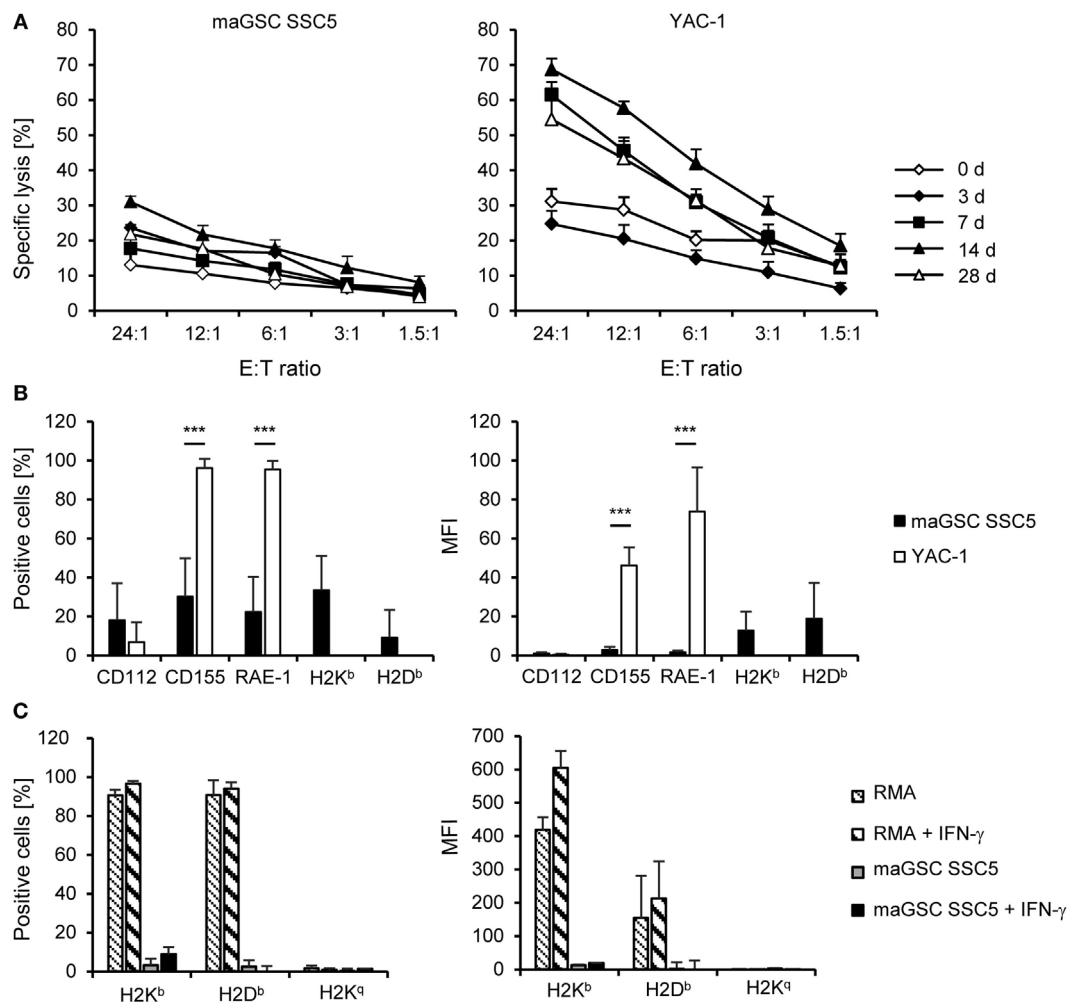 A
maGSC SSC5
YAC-1
Specific lysis [%]
80
70
60
50
40
30
20
10
0
24:1 12:1 6:1 3:1 1.5:1
E:T ratio
80
70
60
50
40
30
20
10
0
24:1 12:1 6:1 3:1 1.5:1
E:T ratio
0 d
3 d
7 d
14 d
28 d
B
Positive cells [%]
120
100
80
60
40
20
0
*** ***
CD112 CD155 RAE-1 H2Kᵇ H2Dᵇ
MFI
120
100
80
60
40
20
0
***
***
CD112 CD155 RAE-1 H2Kᵇ H2Dᵇ
maGSC SSC5
YAC-1
C
Positive cells [%]
120
100
80
60
40
20
0
H2Kᵇ H2Dᵇ H2K^q
MFI
700
600
500
400
300
200
100
0
H2Kᵇ H2Dᵇ H2K^q
RMA
RMA + IFN-γ
maGSC SSC5
maGSC SSC5 + IFN-γ